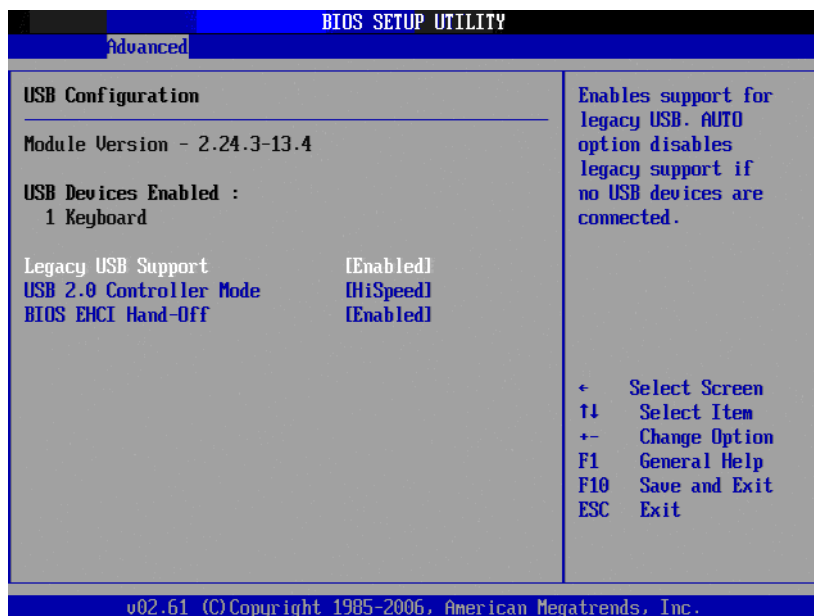 BIOS SETUP UTILITY
Advanced
USB Configuration
Module Version - 2.24.3-13.4
USB Devices Enabled :
1 Keyboard
Legacy USB Support [Enabled]
USB 2.0 Controller Mode [HiSpeed]
BIOS EHCI Hand-Off [Enabled]
Enables support for
legacy USB. AUTO
option disables
legacy support if
no USB devices are
connected.
← Select Screen
↑↓ Select Item
+- Change Option
F1 General Help
F10 Save and Exit
ESC Exit
v02.61 (C)Copyright 1985-2006, American Megatrends, Inc.